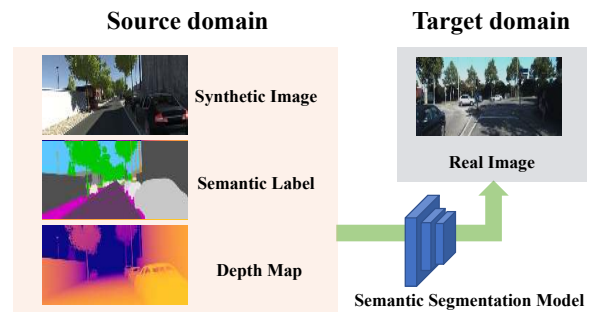 Source domain
Target domain
Synthetic Image
Semantic Label
Depth Map
Real Image
Semantic Segmentation Model